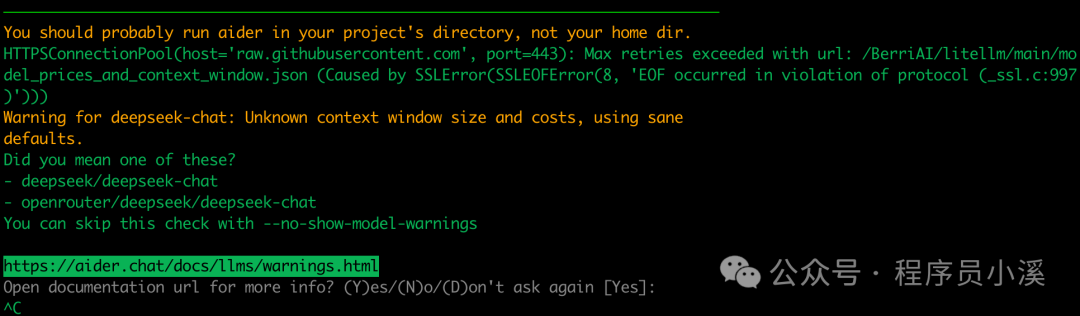 You should probably run aider in your project's directory, not your home dir.
HTTPSConnectionPool(host='raw.githubusercontent.com', port=443): Max retries exceeded with url: /BerriAI/litellm/main/mo
del_prices_and_context_window.json (Caused by SSLError(SSLEOFError(8, 'EOF occurred in violation of protocol (_ssl.c:997
)')))
Warning for deepseek-chat: Unknown context window size and costs, using sane
defaults.
Did you mean one of these?
- deepseek/deepseek-chat
- openrouter/deepseek/deepseek-chat
You can skip this check with --no-show-model-warnings
https://aider.chat/docs/llms/warnings.html
Open documentation url for more info? (Y)es/(N)o/(D)on't ask again [Yes]:
^C
公众号 · 程序员小溪